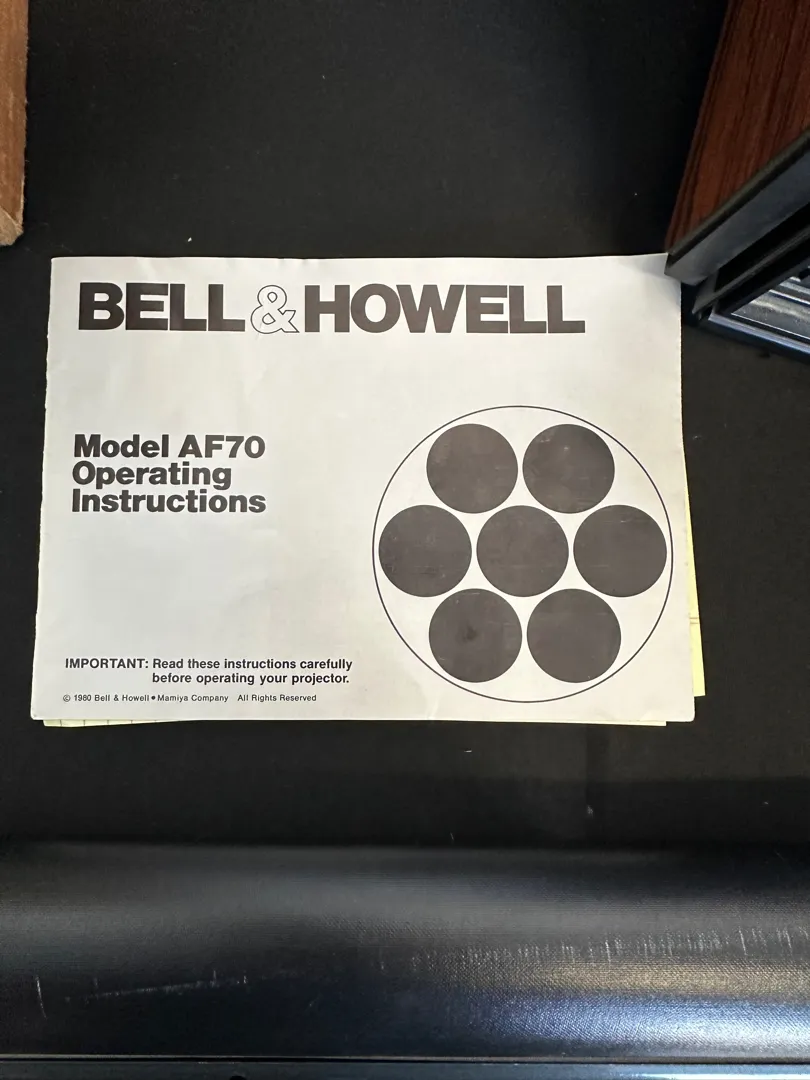 BELL & HOWELL
Model AF70
Operating
Instructions
IMPORTANT: Read these instructions carefully
before operating your projector.
© 1980 Bell & Howell • Mamiya Company All Rights Reserved